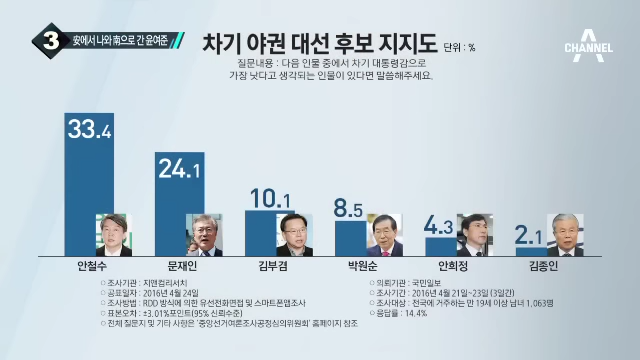 3 安에서 나와 南으로 간 윤여준
차기 야권 대선 후보 지지도 단위 : %
CHANNEL A
질문내용 : 다음 인물 중에서 차기 대통령감으로
가장 낫다고 생각되는 인물이 있다면 말씀해주세요.
33.4
24.1
10.1
8.5
4.3
2.1
안철수 문재인 김부겸 박원순 안희정 김종인
○조사기관 : 지앤컴리서치
○공표일자 : 2016년 4월 24일
○조사방법 : RDD 방식에 의한 유선전화면접 및 스마트폰앱조사
○표본오차 : ±3.01%포인트(95% 신뢰수준)
○전체 질문지 및 기타 사항은 '중앙선거여론조사공정심의위원회' 홈페이지 참조
○의뢰기관 : 국민일보
○조사기간 : 2016년 4월 21일~23일 (3일간)
○조사대상 : 전국에 거주하는 만 19세 이상 남녀 1,063명
○응답률 : 14.4%